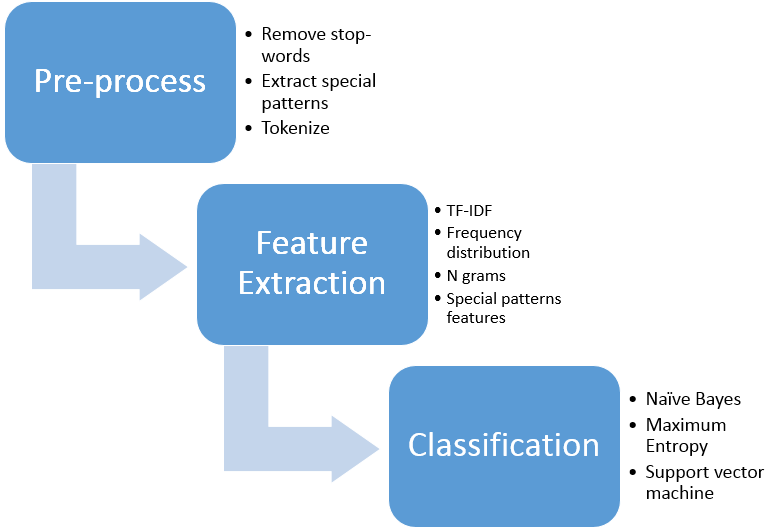 Pre-process
• Remove stop-
words
• Extract special
patterns
• Tokenize
Feature
Extraction
• TF-IDF
• Frequency
distribution
• N grams
• Special patterns
features
Classification
• Naïve Bayes
• Maximum
Entropy
• Support vector
machine